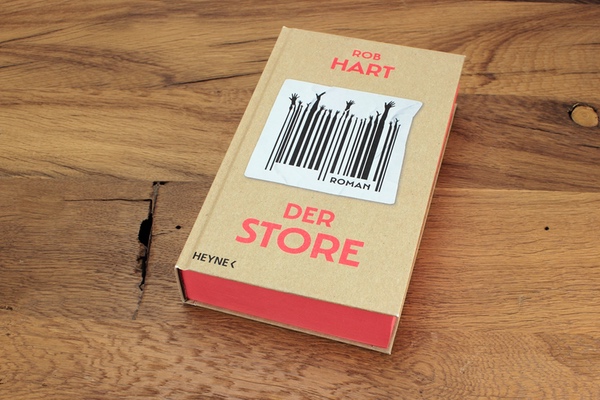 ROB
HART
ROMAN
DER
STORE
HEYNE<